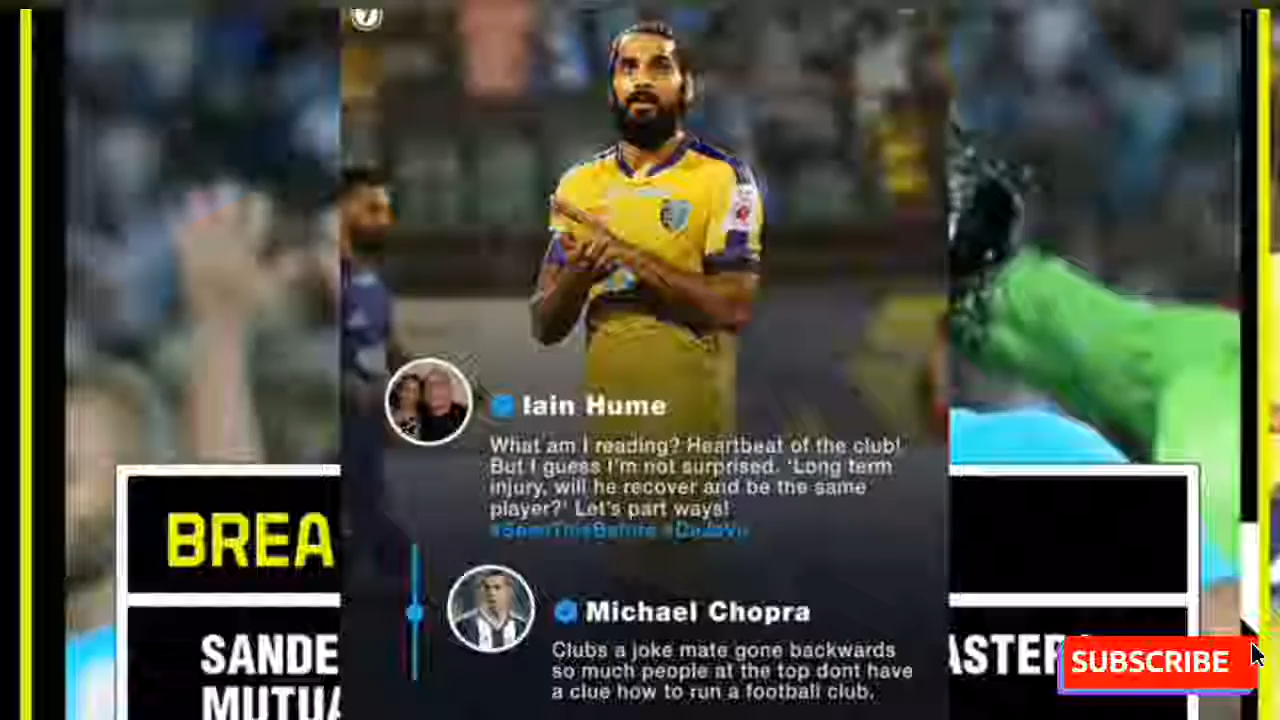 Iain Hume
What am I reading? Heartbeat of the club!
But I guess I'm not surprised. 'Long term
injury, will he recover and be the same
player?' Let's part ways!
#SeenThisBefore #DejaVu
BREA
Michael Chopra
SANDE
MUTUA
Clubs a joke mate gone backwards
so much people at the top dont have
a clue how to run a football club.
ASTER
SUBSCRIBE